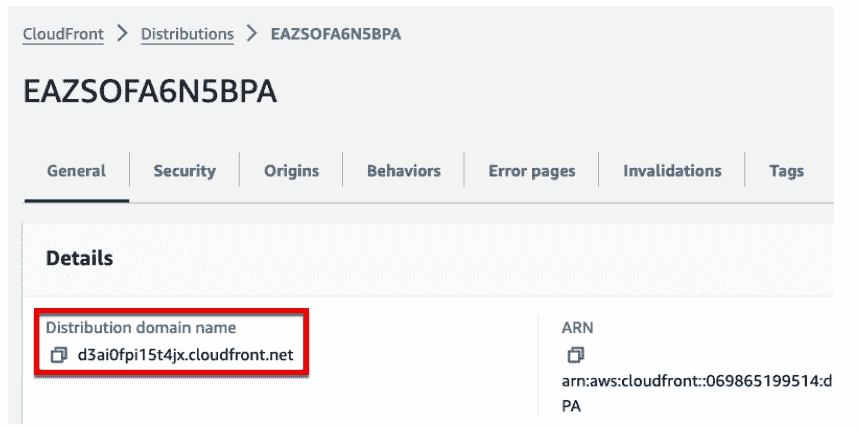 CloudFront > Distributions > EAZSOFA6N5BPA
EAZSOFA6N5BPA
General Security Origins Behaviors Error pages Invalidations Tags
Details
Distribution domain name
d3ai0fpi15t4jx.cloudfront.net
ARN
arn:aws:cloudfront::069865199514:d
PA